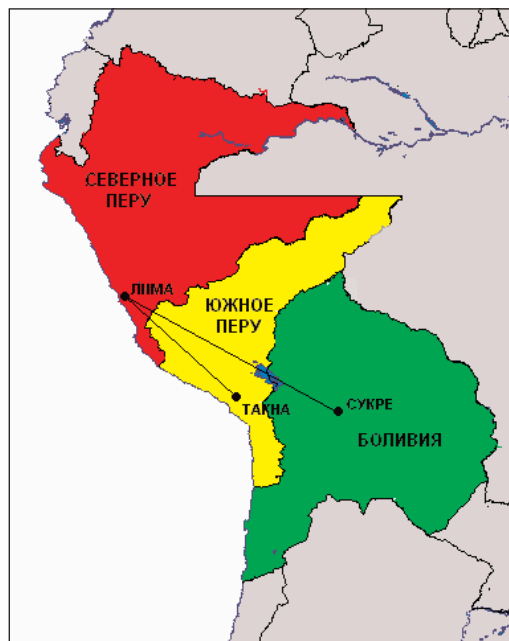 СЕВЕРНОЕ
ПЕРУ
ЛИМА
ЮЖНОЕ
ПЕРУ
ТАКНА
СУКРЕ
БОЛИВИЯ